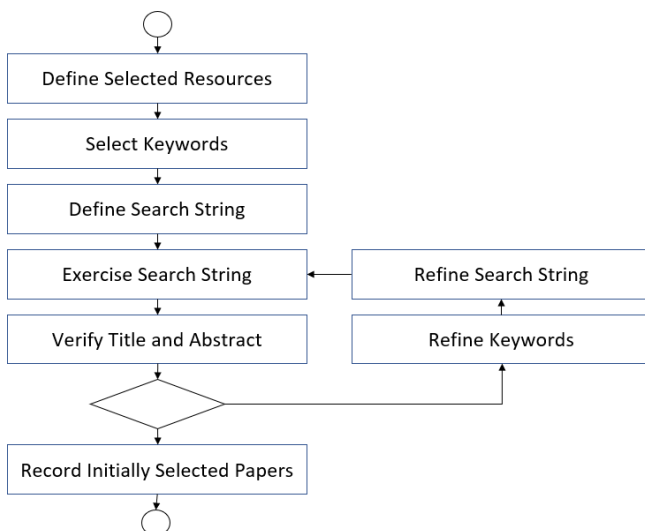 Define Selected Resources
Select Keywords
Define Search String
Exercise Search String
Refine Search String
Verify Title and Abstract
Refine Keywords
Record Initially Selected Papers